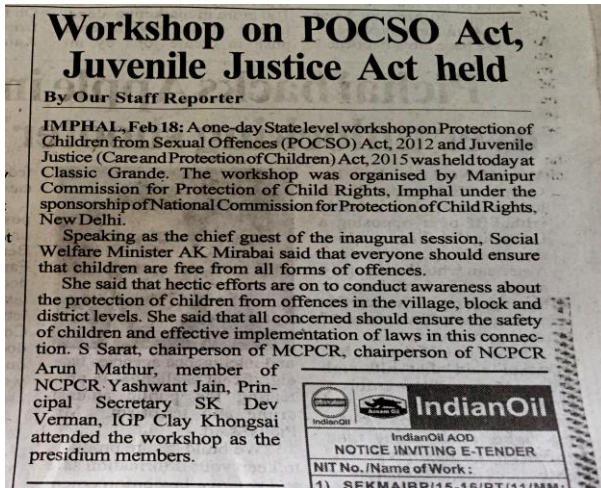 Workshop on POCSO Act,
Juvenile Justice Act held
By Our Staff Reporter
IMPHAL, Feb 18: A one-day State level workshop on Protection of
Children from Sexual Offences (POCSO) Act, 2012 and Juvenile
Justice (Care and Protection of Children) Act, 2015 was held today at
Classic Grande. The workshop was organised by Manipur
Commission for Protection of Child Rights, Imphal under the
sponsorship of National Commission for Protection of Child Rights,
New Delhi.
Speaking as the chief guest of the inaugural session, Social
Welfare Minister AK Mirabai said that everyone should ensure
that children are free from all forms of offences.
She said that hectic efforts are on to conduct awareness about
the protection of children from offences in the village, block and
district levels. She said that all concerned should ensure the safety
of children and effective implementation of laws in this connec-
tion. S Sarat, chairperson of MCPCR, chairperson of NCPCR
Arun Mathur, member of
NCPCR Yashwant Jain, Prin-
cipal Secretary SK Dev
Verman, IGP Clay Khongsai
attended the workshop as the
presidium members.
IndianOil
Assam Oil
IndianOil
IndianOil AOD
NOTICE INVITING E-TENDER
NIT No./Name of Work :